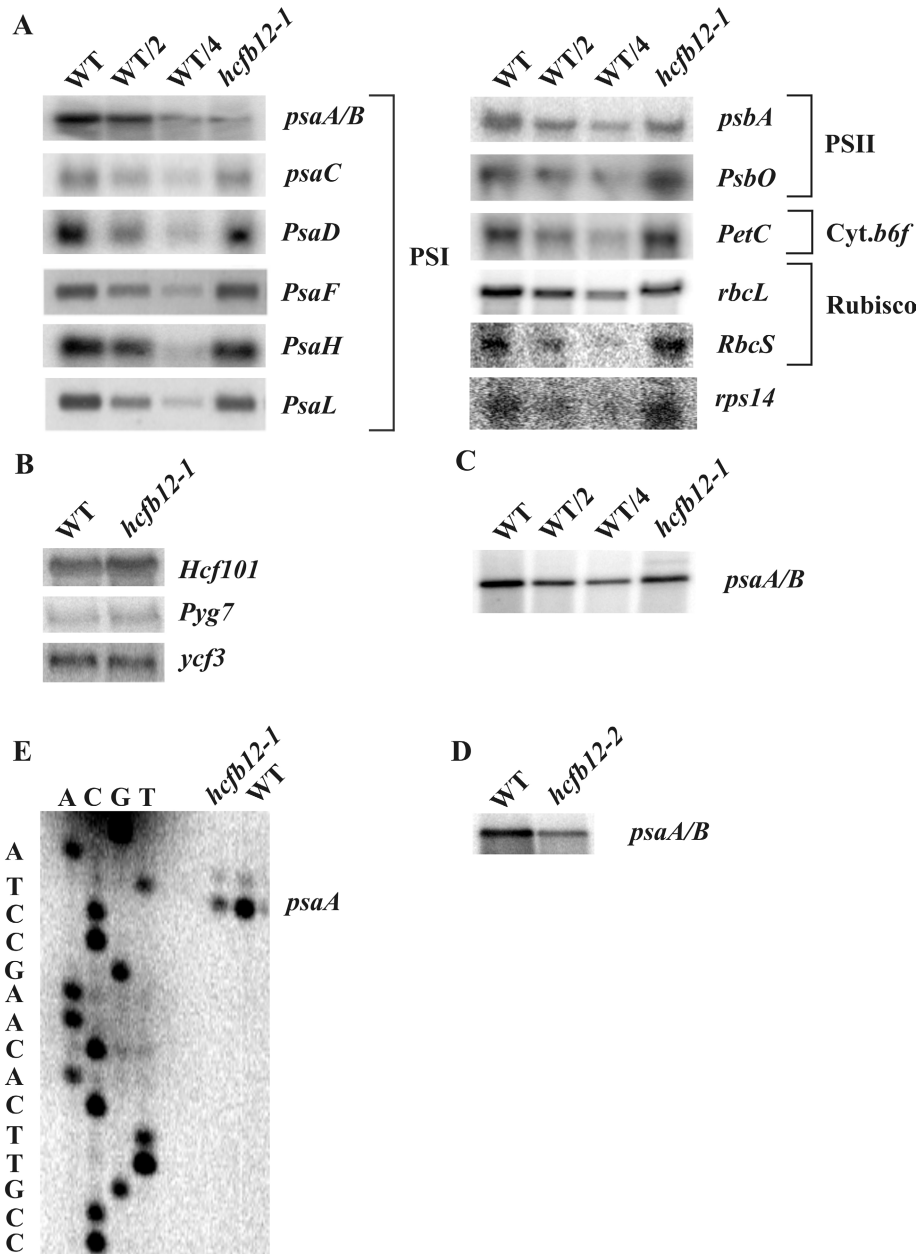 A
WT
WT/2
WT/4
hcfb12-1
psaA/B
psaC
PsaD
PsaF
PsaH
PsaL
PSI
WT
WT/2
WT/4
hcfb12-1
psbA
PsbO
PetC
rbcL
RbcS
rps14
PSII
Cyt.b6f
Rubisco
B
WT
hcfb12-1
Hcf101
Pyg7
ycf3
C
WT
WT/2
WT/4
hcfb12-1
psaA/B
E
A C G T
hcfb12-1
WT
psaA
A
T
C
C
G
A
A
C
A
C
T
T
G
C
C
D
WT
hcfb12-2
psaA/B